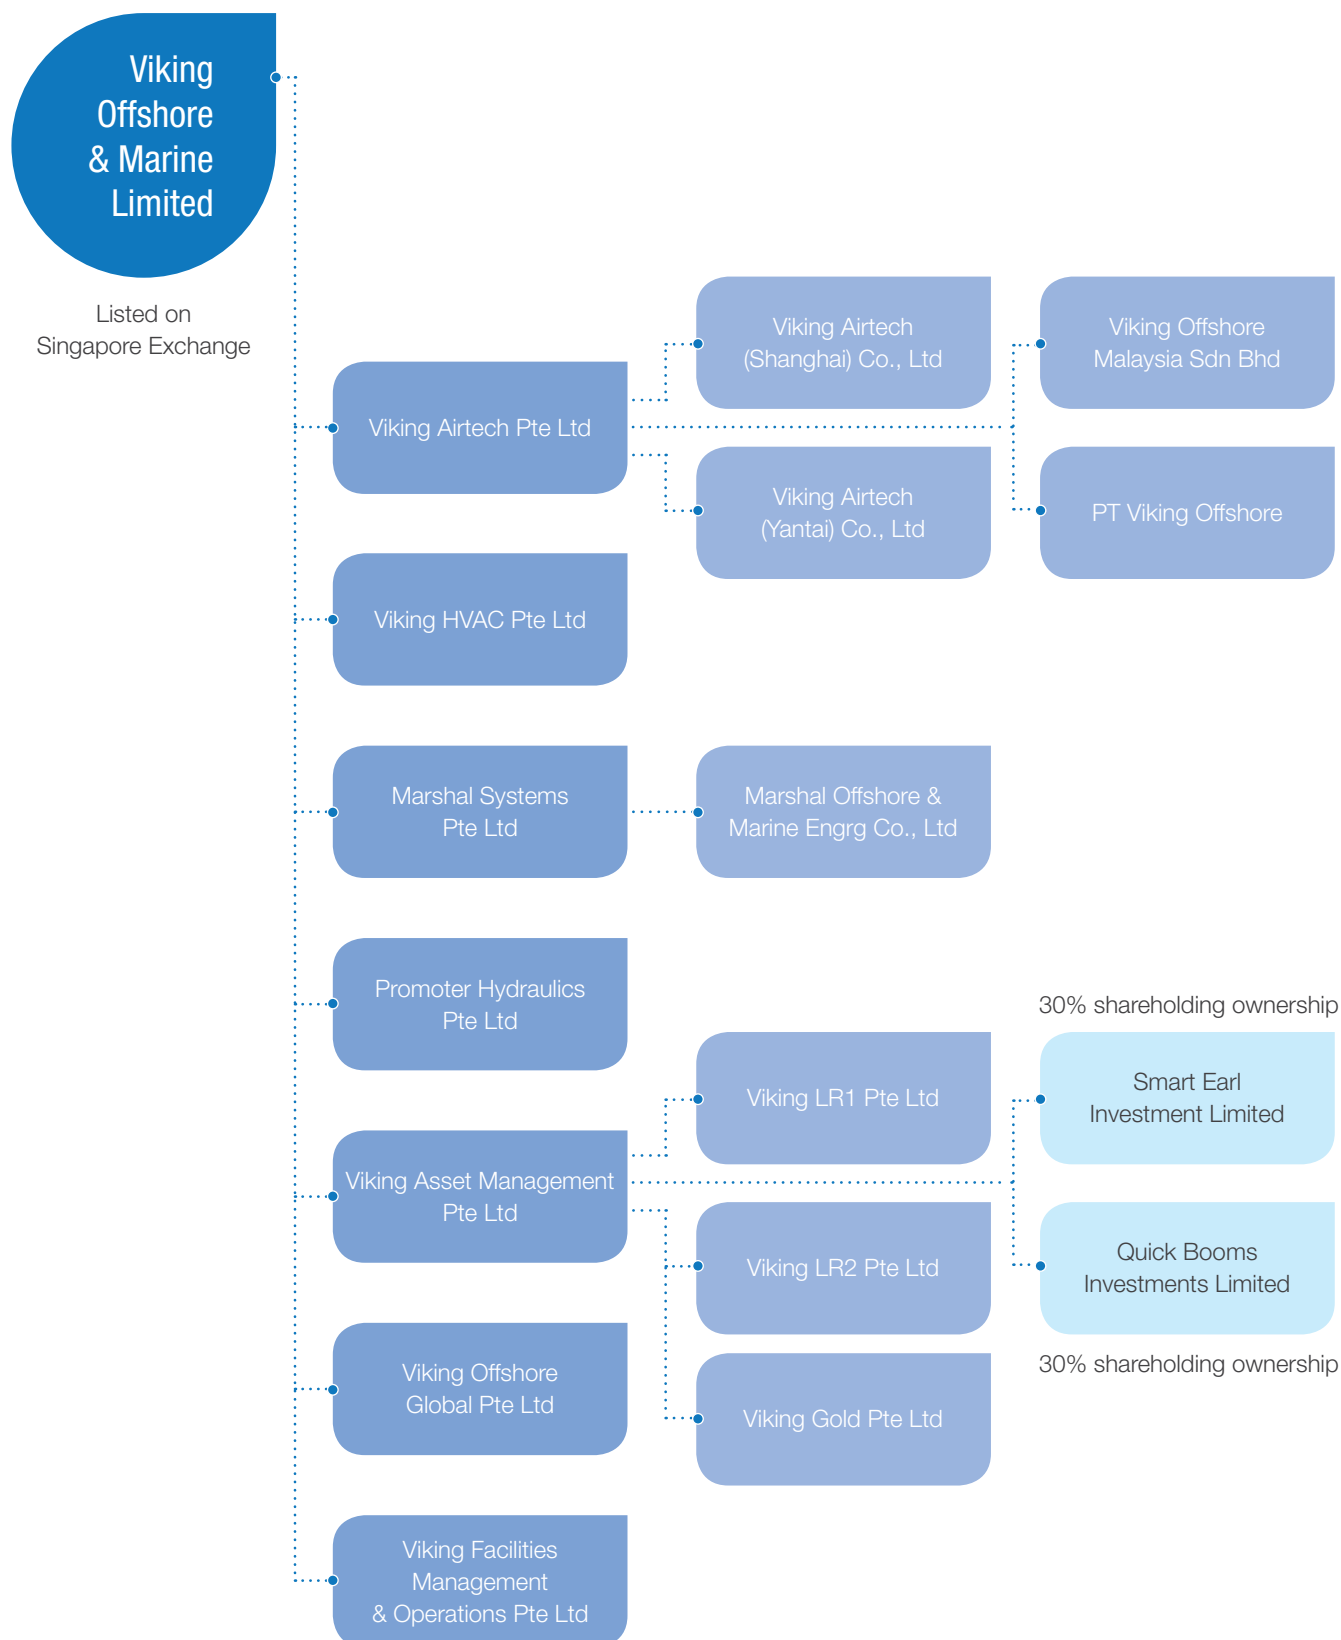 Viking
Offshore
& Marine
Limited
Listed on
Singapore Exchange
Viking Airtech Pte Ltd
Viking Airtech
(Shanghai) Co., Ltd
Viking Offshore
Malaysia Sdn Bhd
Viking Airtech
(Yantai) Co., Ltd
PT Viking Offshore
Viking HVAC Pte Ltd
Marshal Systems
Pte Ltd
Marshal Offshore &
Marine Engrg Co., Ltd
Promoter Hydraulics
Pte Ltd
Viking Asset Management
Pte Ltd
Viking LR1 Pte Ltd
30% shareholding ownership
Smart Earl
Investment Limited
Viking LR2 Pte Ltd
Quick Booms
Investments Limited
30% shareholding ownership
Viking Gold Pte Ltd
Viking Offshore
Global Pte Ltd
Viking Facilities
Management
& Operations Pte Ltd